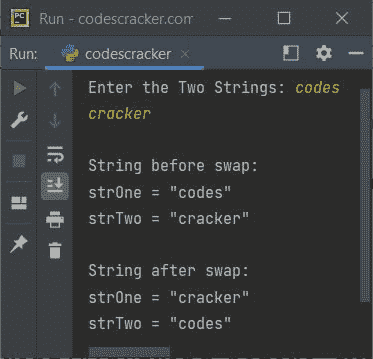 PC
Run - codescracker.com
Run:
codescracker
Enter the Two Strings: codes
cracker
String before swap:
strOne = "codes"
strTwo = "cracker"
String after swap:
strOne = "cracker"
strTwo = "codes"